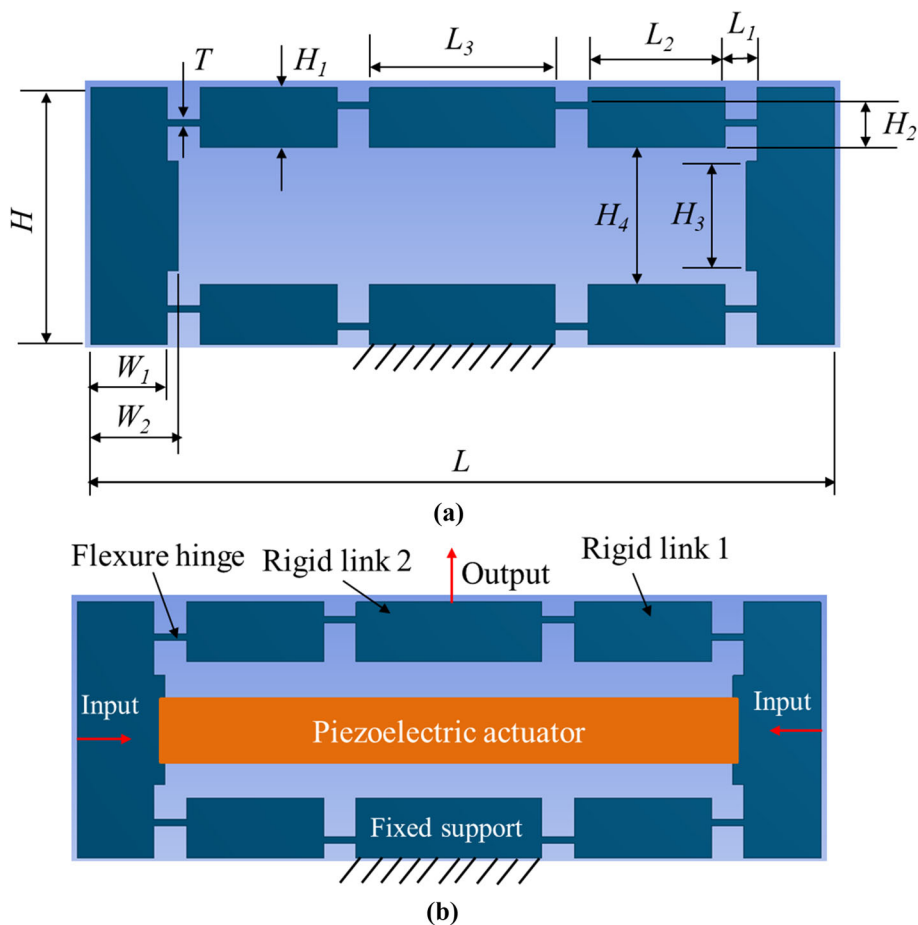 T
H1
L3
L2
L1
H2
H
H4
H3
W1
W2
L
(a)
Flexure hinge
Rigid link 2
Output
Rigid link 1
Input
Piezoelectric actuator
Input
Fixed support
(b)